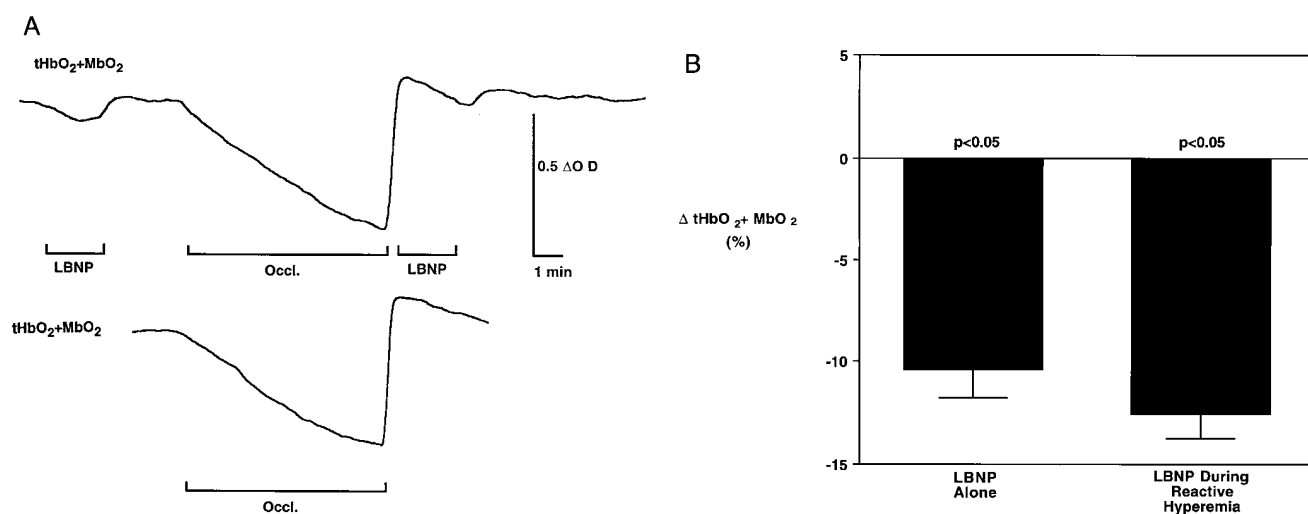 A
tHbO2+MbO2
0.5 ΔO D
1 min
LBNP
Occl.
LBNP
tHbO2+MbO2
Occl.
B
5
0
-5
-10
-15
p<0.05
p<0.05
Δ tHbO2+ MbO2
(%)
LBNP
Alone
LBNP During
Reactive
Hyperemia